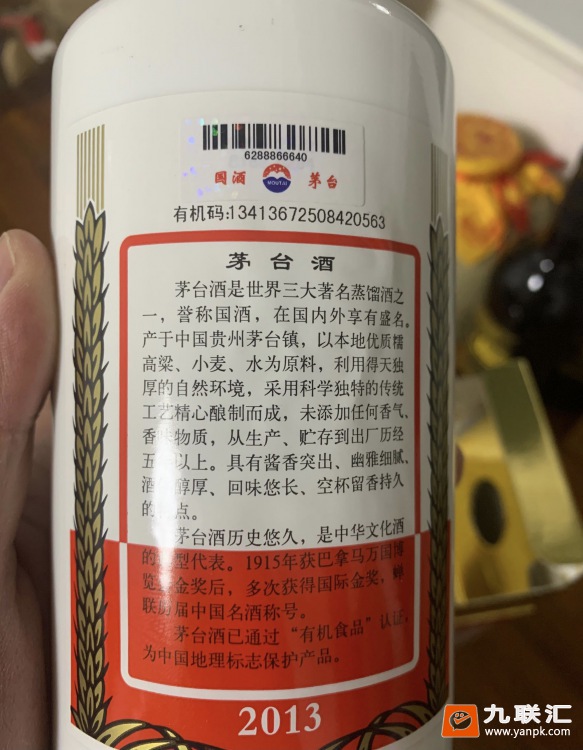 6288866640
国酒 MOUTAI 茅台
有机码:13413672508420563
茅台酒
茅台酒是世界三大著名蒸馏酒之
一，誉称国酒，在国内外享有盛名。
产于中国贵州茅台镇，以本地优质糯
高粱、小麦、水为原料，利用得天独
厚的自然环境，采用科学独特的传统
工艺精心酿制而成，未添加任何香气、
香味物质，从生产、贮存到出厂历经
五年以上。具有酱香突出、幽雅细腻、
酒体醇厚、回味悠长、空杯留香持久
的特点。
茅台酒历史悠久，是中华文化酒
的典型代表。1915年获巴拿马万国博
览会金奖后，多次获得国际金奖，蝉
联历届中国名酒称号。
茅台酒已通过“有机食品”认证，
为中国地理标志保护产品。
2013
九联汇
www.yanpk.com